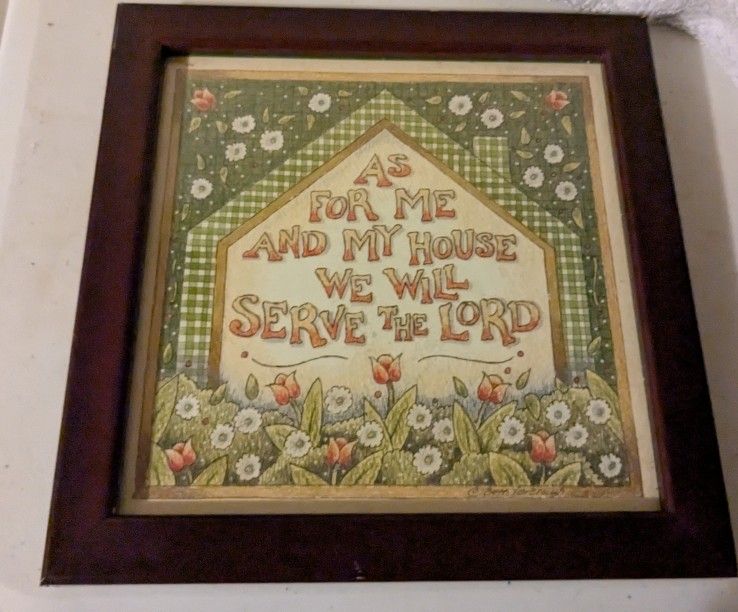 AS
FOR ME
AND MY HOUSE
WE WILL
SERVE THE LORD